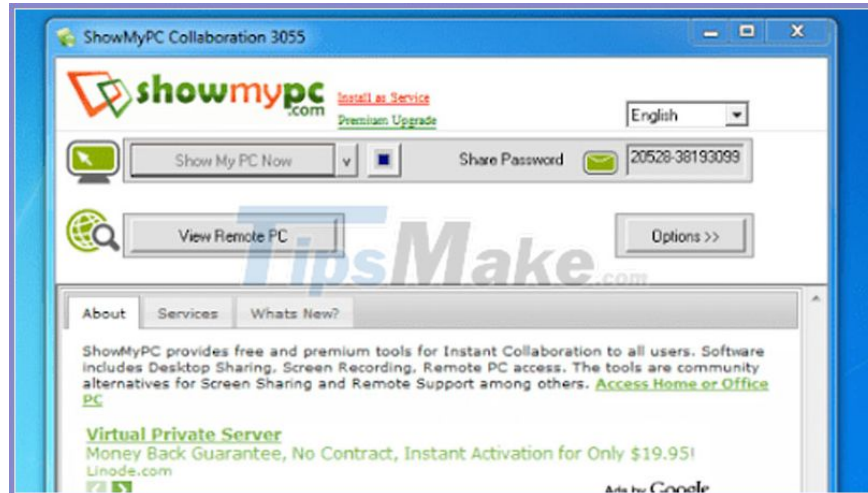 ShowMyPC Collaboration 3055
showmypc
.com
Install as Service
Premium Upgrade
English
Show My PC Now
v
Share Password
20528-38193099
View Remote PC
Options >>
TipsMake.com
About
Services
Whats New?
ShowMyPC provides free and premium tools for Instant Collaboration to all users. Software
includes Desktop Sharing, Screen Recording, Remote PC access. The tools are community
alternatives for Screen Sharing and Remote Support among others. Access Home or Office
PC
Virtual Private Server
Money Back Guarantee, No Contract, Instant Activation for Only $19.95!
Linode.com
Ads by Google